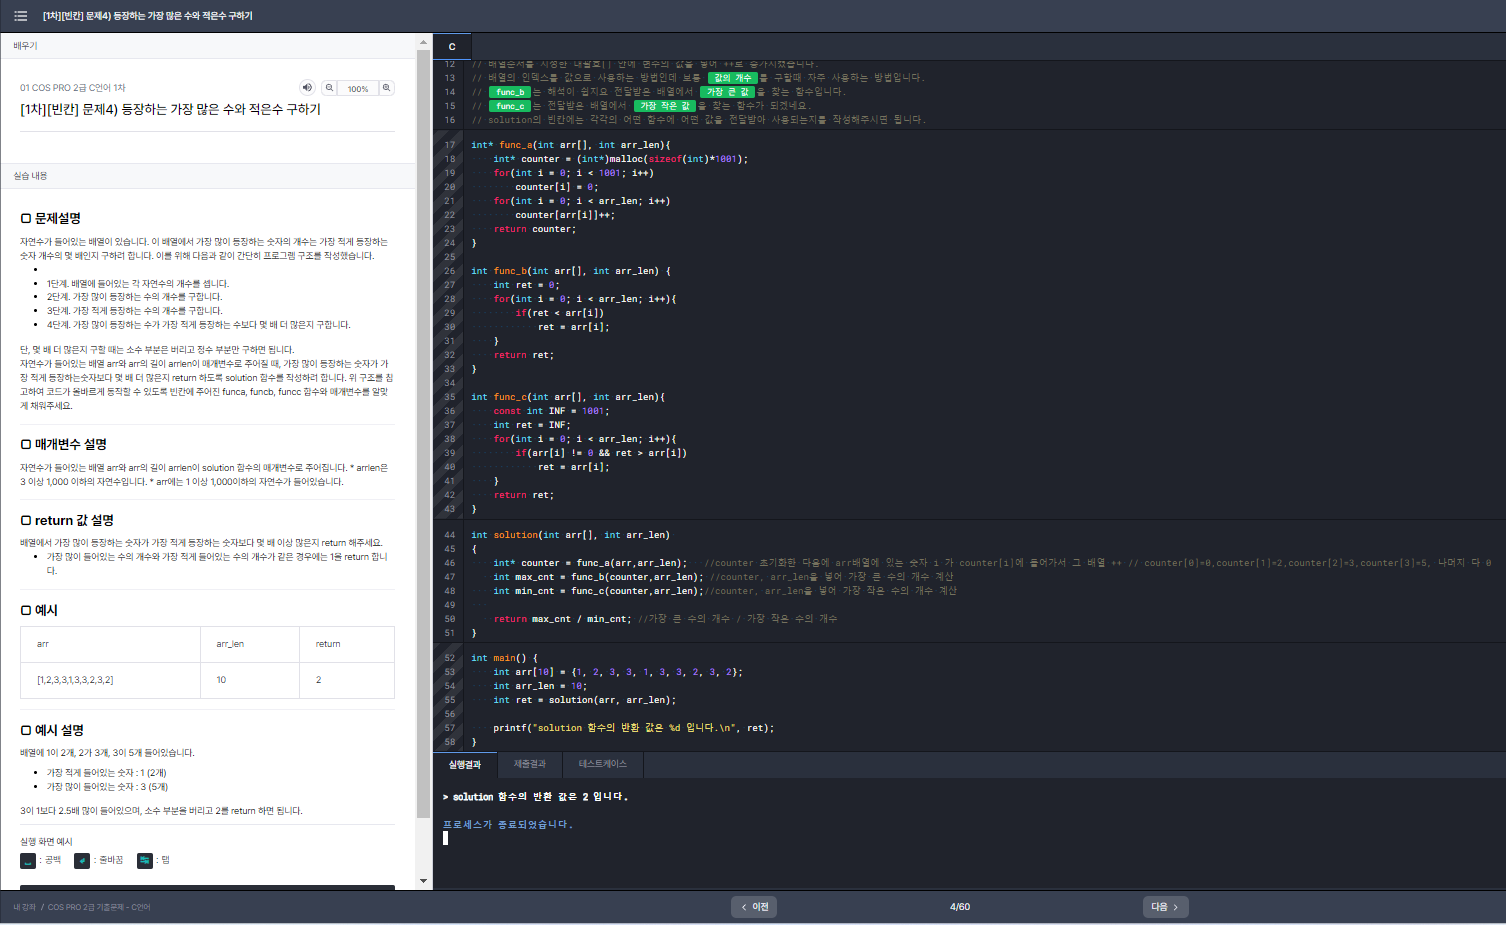 [1차][빈칸] 문제4) 등장하는 가장 많은 수와 적은수 구하기
배우기
01 COS PRO 2급 C언어 1차
100%
[1차][빈칸] 문제4) 등장하는 가장 많은 수와 적은수 구하기
실습 내용
문제설명
자연수가 들어있는 배열이 있습니다. 이 배열에서 가장 많이 등장하는 숫자의 개수는 가장 적게 등장하는
숫자 개수의 몇 배인지 구하려 합니다. 이를 위해 다음과 같이 간단히 프로그램 구조를 작성했습니다.
1단계. 배열에 들어있는 각 자연수의 개수를 셉니다.
2단계. 가장 많이 등장하는 수의 개수를 구합니다.
3단계. 가장 적게 등장하는 수의 개수를 구합니다.
4단계. 가장 많이 등장하는 수가 가장 적게 등장하는 수보다 몇 배 더 많은지 구합니다.
단, 몇 배 더 많은지 구할 때는 소수 부분은 버리고 정수 부분만 구하면 됩니다.
자연수가 들어있는 배열 arr와 arr의 길이 arrlen이 매개변수로 주어질 때, 가장 많이 등장하는 숫자가 가
장 적게 등장하는숫자보다 몇 배 더 많은지 return 하도록 solution 함수를 작성하려 합니다. 위 구조를 참
고하여 코드가 올바르게 동작할 수 있도록 빈칸에 주어진 funca, funcb, funcc 함수와 매개변수를 알맞
게 채워주세요.
매개변수 설명
자연수가 들어있는 배열 arr와 arr의 길이 arrlen이 solution 함수의 매개변수로 주어집니다. * arrlen은
3 이상 1,000 이하의 자연수입니다. * arr에는 1 이상 1,000이하의 자연수가 들어있습니다.
return 값 설명
배열에서 가장 많이 등장하는 숫자가 가장 적게 등장하는 숫자보다 몇 배 이상 많은지 return 해주세요.
가장 많이 들어있는 수의 개수와 가장 적게 들어있는 수의 개수가 같은 경우에는 1을 return 합니
다.
예시
arr arr_len return
[1,2,3,3,1,3,3,2,3,2] 10 2
예시 설명
배열에 1이 2개, 2가 3개, 3이 5개 들어있습니다.
가장 적게 들어있는 숫자 : 1 (2개)
가장 많이 들어있는 숫자 : 3 (5개)
3이 1보다 2.5배 많이 들어있으며, 소수 부분을 버리고 2를 return 하면 됩니다.
실행 화면 예시
: 공백 : 줄바꿈 : 탭
C
12 // 배열순서를 지정한 대괄호[] 안에 변수의 값을 넣어 ++로 증가시켰습니다.
13 // 배열의 인덱스를 값으로 사용하는 방법인데 보통 값의 개수 를 구할때 자주 사용하는 방법입니다.
14 // func_b 는 해석이 쉽지요 전달받은 배열에서 가장 큰 값 을 찾는 함수입니다.
15 // func_c 는 전달받은 배열에서 가장 작은 값 을 찾는 함수가 되겠네요.
16 // solution의 빈칸에는 각각의 어떤 함수에 어떤 값을 전달받아 사용되는지를 작성해주시면 됩니다.
17 int* func_a(int arr[], int arr_len){
18 int* counter = (int*)malloc(sizeof(int)*1001);
19 for(int i = 0; i < 1001; i++)
20 counter[i] = 0;
21 for(int i = 0; i < arr_len; i++)
22 counter[arr[i]]++;
23 return counter;
24 }
25
26 int func_b(int arr[], int arr_len) {
27 int ret = 0;
28 for(int i = 0; i < arr_len; i++){
29 if(ret < arr[i])
30 ret = arr[i];
31 }
32 return ret;
33 }
34
35 int func_c(int arr[], int arr_len){
36 const int INF = 1001;
37 int ret = INF;
38 for(int i = 0; i < arr_len; i++){
39 if(arr[i] != 0 && ret > arr[i])
40 ret = arr[i];
41 }
42 return ret;
43 }
44 int solution(int arr[], int arr_len)
45 {
46 int* counter = func_a(arr,arr_len); //counter 초기화한 다음에 arr배열에 있는 숫자 i 가 counter[i]에 들어가서 그 배열 ++ // counter[0]=0,counter[1]=2,counter[2]=3,counter[3]=5, 나머지 다 0
47 int max_cnt = func_b(counter,arr_len); //counter, arr_len을 넣어 가장 큰 수의 개수 계산
48 int min_cnt = func_c(counter,arr_len);//counter, arr_len을 넣어 가장 작은 수의 개수 계산
49
50 return max_cnt / min_cnt; //가장 큰 수의 개수 / 가장 작은 수의 개수
51 }
52 int main() {
53 int arr[10] = {1, 2, 3, 3, 1, 3, 3, 2, 3, 2};
54 int arr_len = 10;
55 int ret = solution(arr, arr_len);
56
57 printf("solution 함수의 반환 값은 %d 입니다.\n", ret);
58 }
실행결과 제출결과 테스트케이스
> solution 함수의 반환 값은 2 입니다.
프로세스가 종료되었습니다.
내 강좌 / COS PRO 2급 기출문제 - C언어
이전 4/60 다음